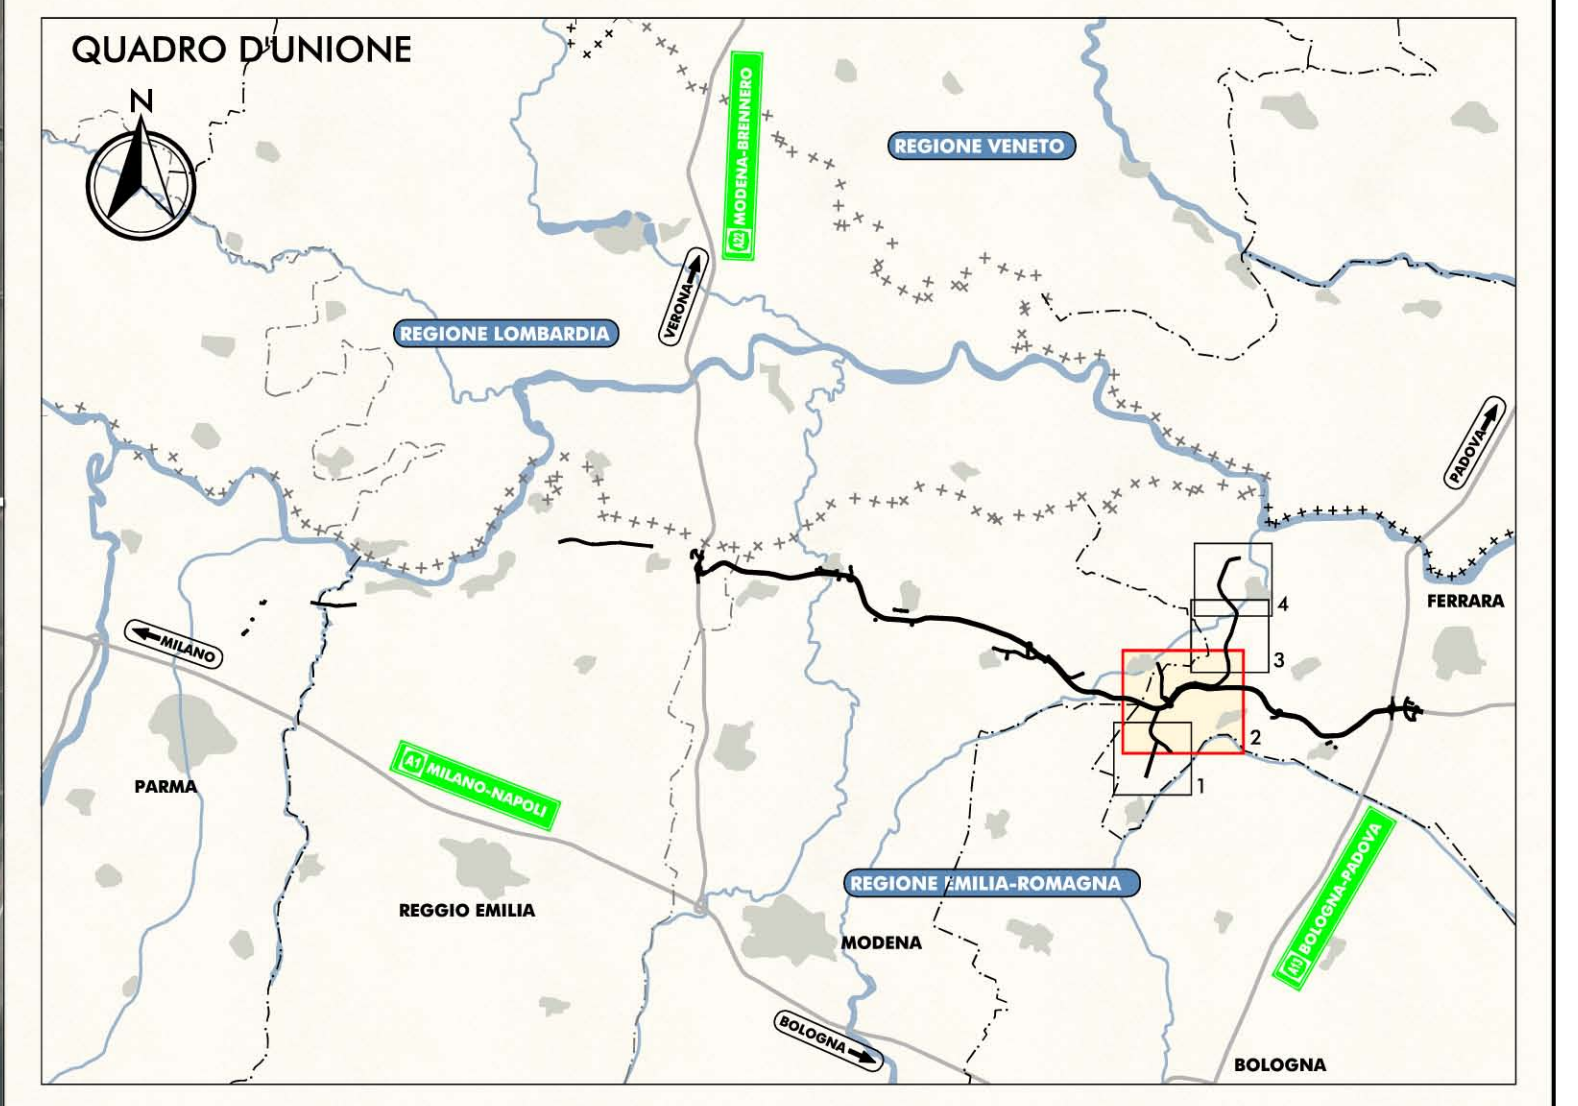 QUADRO D'UNIONE
N
A22 MODENA-BRENNERO
REGIONE VENETO
VERONA
REGIONE LOMBARDIA
PADOVA
4
FERRARA
MILANO
3
2
1
PARMA
A1 MILANO-NAPOLI
REGIONE EMILIA-ROMAGNA
A13 BOLOGNA-PADOVA
REGGIO EMILIA
MODENA
BOLOGNA
BOLOGNA